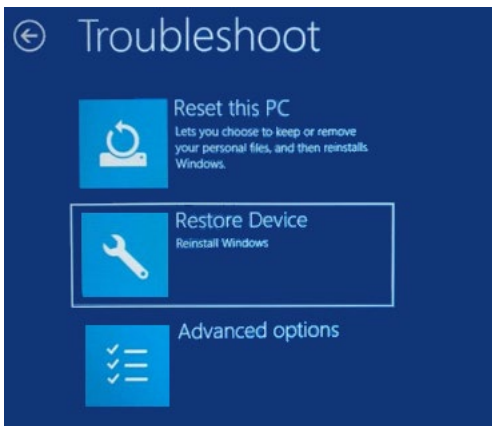 Troubleshoot
Reset this PC
Lets you choose to keep or remove
your personal files, and then reinstalls
Windows.
Restore Device
Reinstall Windows
Advanced options